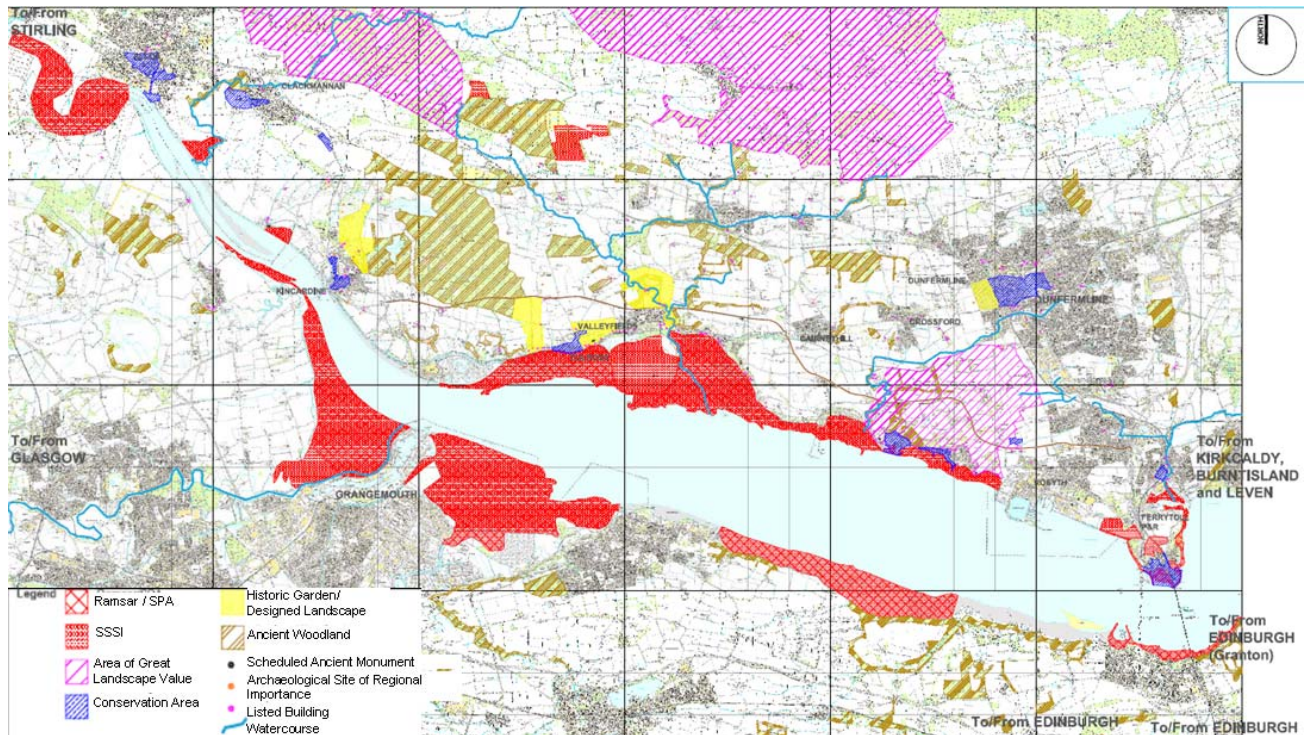 To/From
STIRLING
NORTH
CLACKMANNAN
KINCARDINE
VALLEYFIELD
DUNFERMLINE
DUNFERMLINE
CROSSFORD
CAIRNEYHILL
To/From
GLASGOW
GRANGEMOUTH
ROSYTH
To/From
KIRKCALDY,
BURNTISLAND
and LEVEN
FERRYTOLL
P&R
To/From
EDINBURGH
(Granton)
To/From EDINBURGH
To/From EDINBURGH
Legend
Ramsar / SPA
SSSI
Area of Great
Landscape Value
Conservation Area
Historic Garden/
Designed Landscape
Ancient Woodland
Scheduled Ancient Monument
Archaeological Site of Regional
Importance
Listed Building
Watercourse